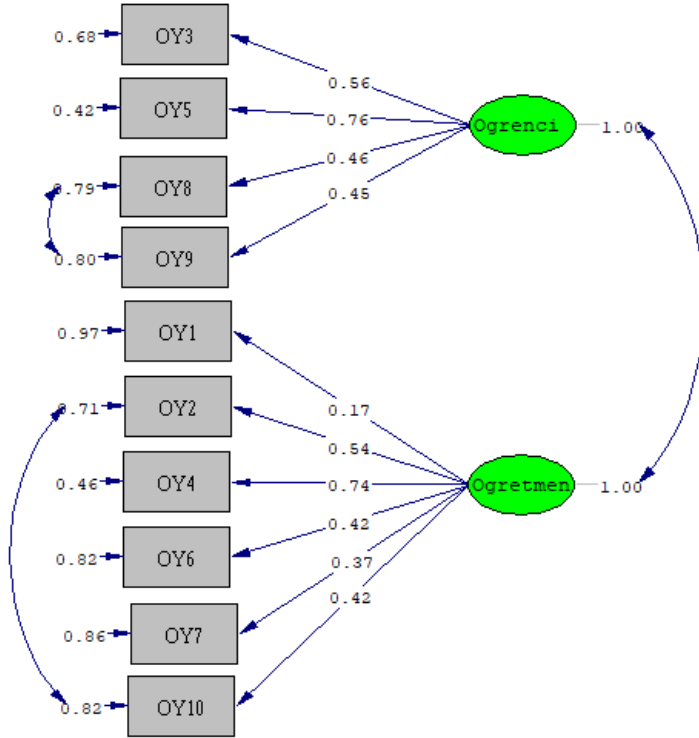 0.68 OY3
0.56
0.42 OY5
0.76
Ogrenci 1.00
0.79 OY8
0.46
0.45
0.80 OY9
0.97 OY1
0.17
0.71 OY2
0.54
0.46 OY4
0.74
Ogretmen 1.00
0.82 OY6
0.42
0.37
0.86 OY7
0.42
0.82 OY10